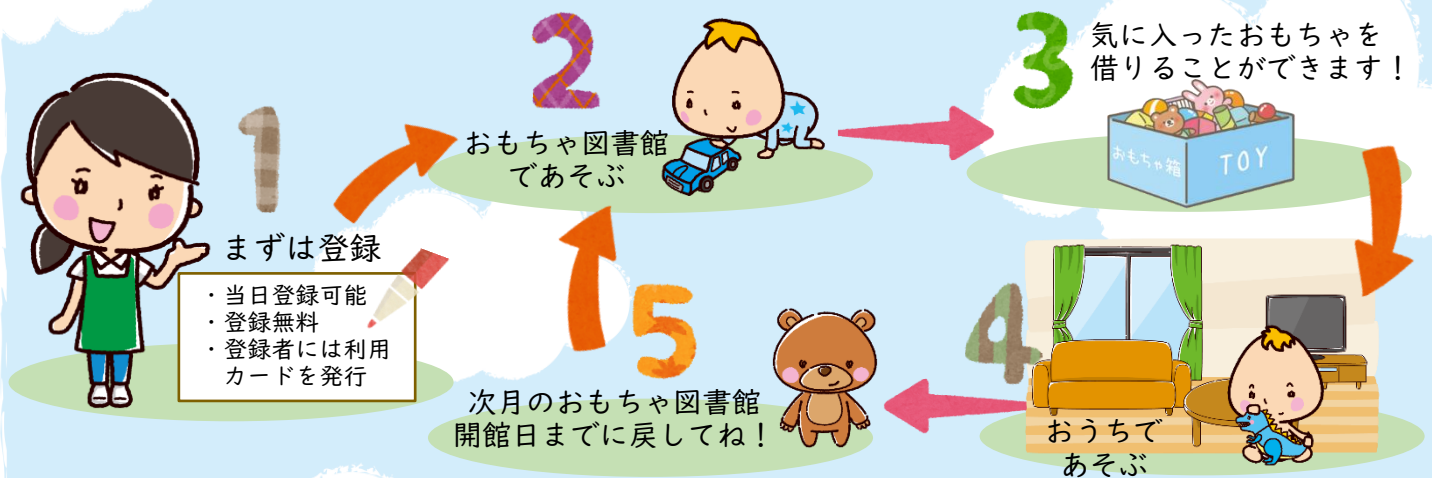 1
まずは登録
・当日登録可能
・登録無料
・登録者には利用
カードを発行
2
おもちゃ図書館
であそぶ
3
気に入ったおもちゃを
借りることができます！
おもちゃ箱
TOY
4
おうちで
あそぶ
5
次月のおもちゃ図書館
開館日までに戻してね！